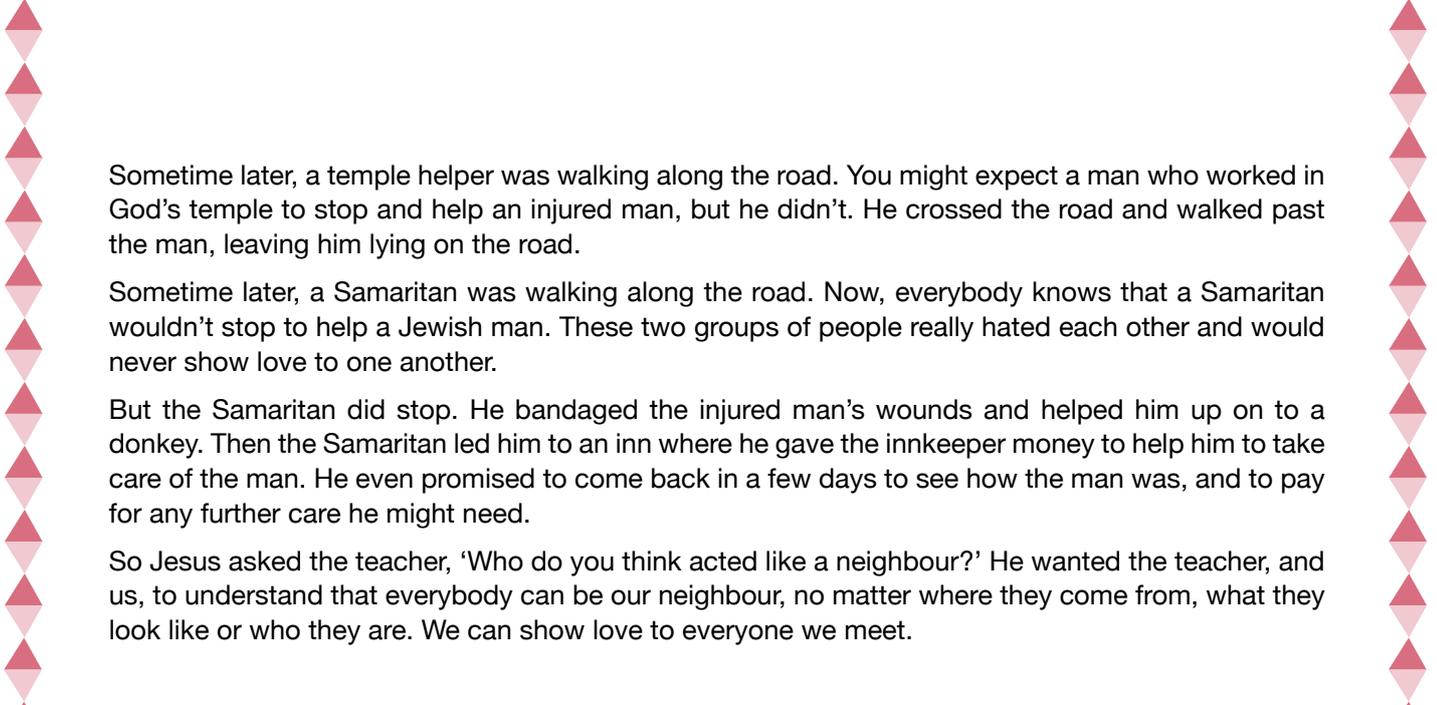 Sometime later, a temple helper was walking along the road. You might expect a man who worked in
God’s temple to stop and help an injured man, but he didn’t. He crossed the road and walked past
the man, leaving him lying on the road.
Sometime later, a Samaritan was walking along the road. Now, everybody knows that a Samaritan
wouldn’t stop to help a Jewish man. These two groups of people really hated each other and would
never show love to one another.
But the Samaritan did stop. He bandaged the injured man’s wounds and helped him up on to a
donkey. Then the Samaritan led him to an inn where he gave the innkeeper money to help him to take
care of the man. He even promised to come back in a few days to see how the man was, and to pay
for any further care he might need.
So Jesus asked the teacher, ‘Who do you think acted like a neighbour?’ He wanted the teacher, and
us, to understand that everybody can be our neighbour, no matter where they come from, what they
look like or who they are. We can show love to everyone we meet.